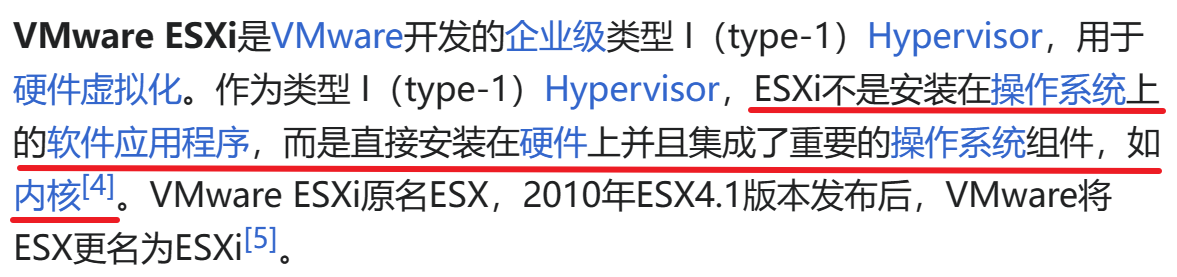 VMware ESXi是VMware开发的企业级类型 I（type-1）Hypervisor，用于
硬件虚拟化。作为类型 I（type-1）Hypervisor，ESXi不是安装在操作系统上
的软件应用程序，而是直接安装在硬件上并且集成了重要的操作系统组件，如
内核[4]。VMware ESXi原名ESX，2010年ESX4.1版本发布后，VMware将
ESX更名为ESXi[5]。